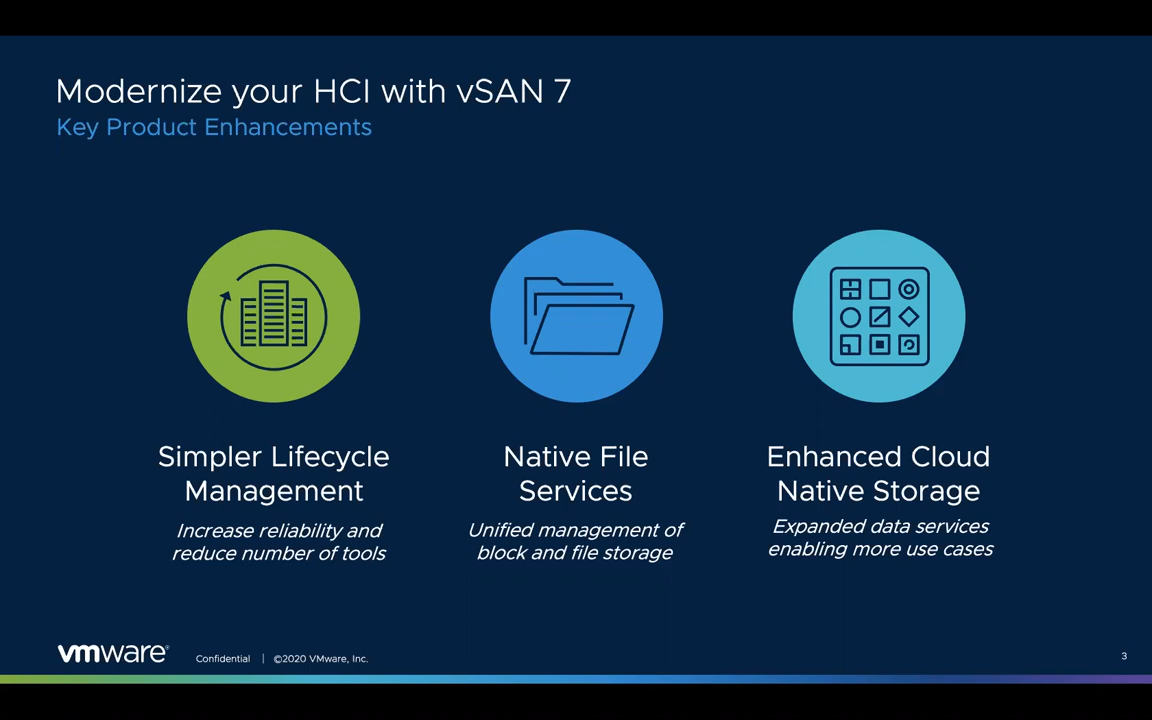 Modernize your HCI with vSAN 7
Key Product Enhancements
Simpler Lifecycle
Management
Increase reliability and
reduce number of tools
Native File
Services
Unified management of
block and file storage
Enhanced Cloud
Native Storage
Expanded data services
enabling more use cases
vmware®
Confidential | ©2020 VMware, Inc.
3